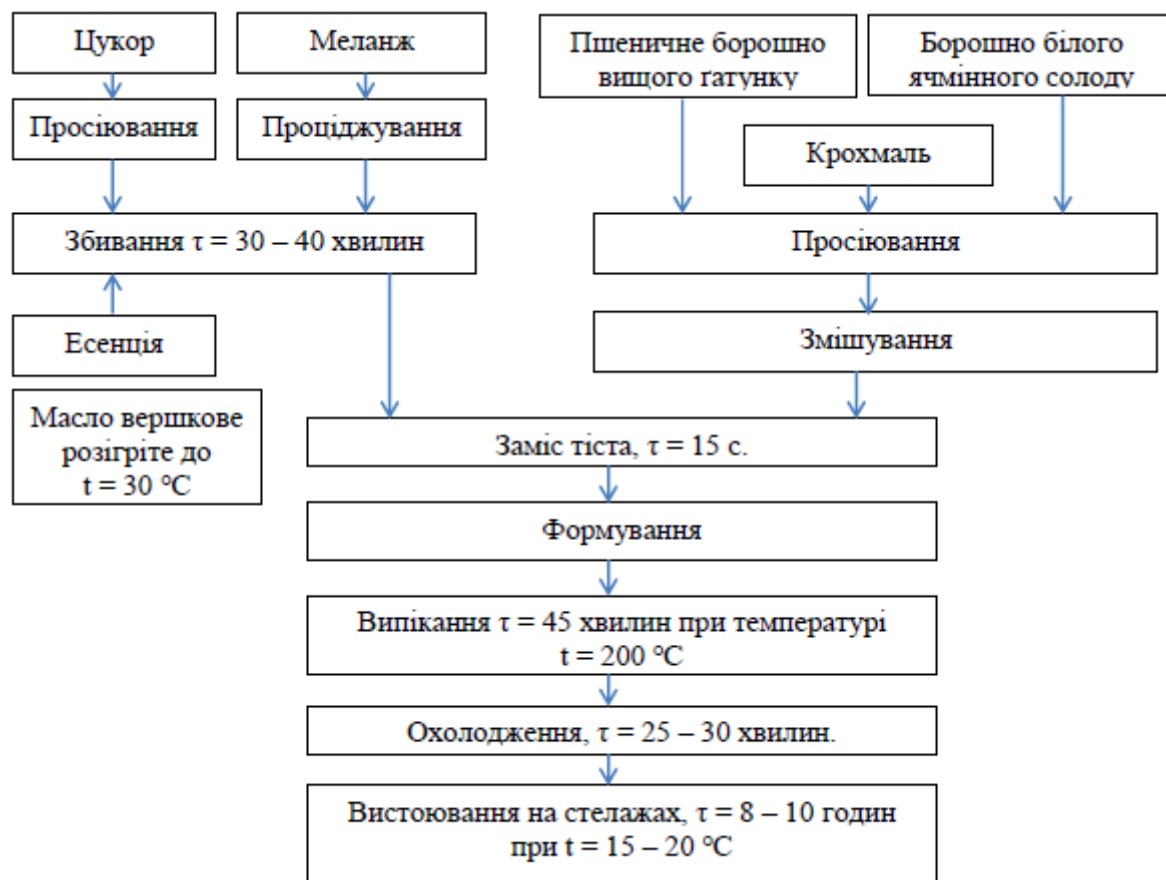 Цукор
Меланж
Пшеничне борошно
вищого ґатунку
Борошно білого
ячмінного солоду
Просіювання
Проціджування
Крохмаль
Збивання τ = 30 – 40 хвилин
Просіювання
Есенція
Змішування
Масло вершкове
розігріте до
t = 30 °C
Заміс тіста, τ = 15 с.
Формування
Випікання τ = 45 хвилин при температурі
t = 200 °C
Охолодження, τ = 25 – 30 хвилин.
Вистоювання на стелажах, τ = 8 – 10 годин
при t = 15 – 20 °C